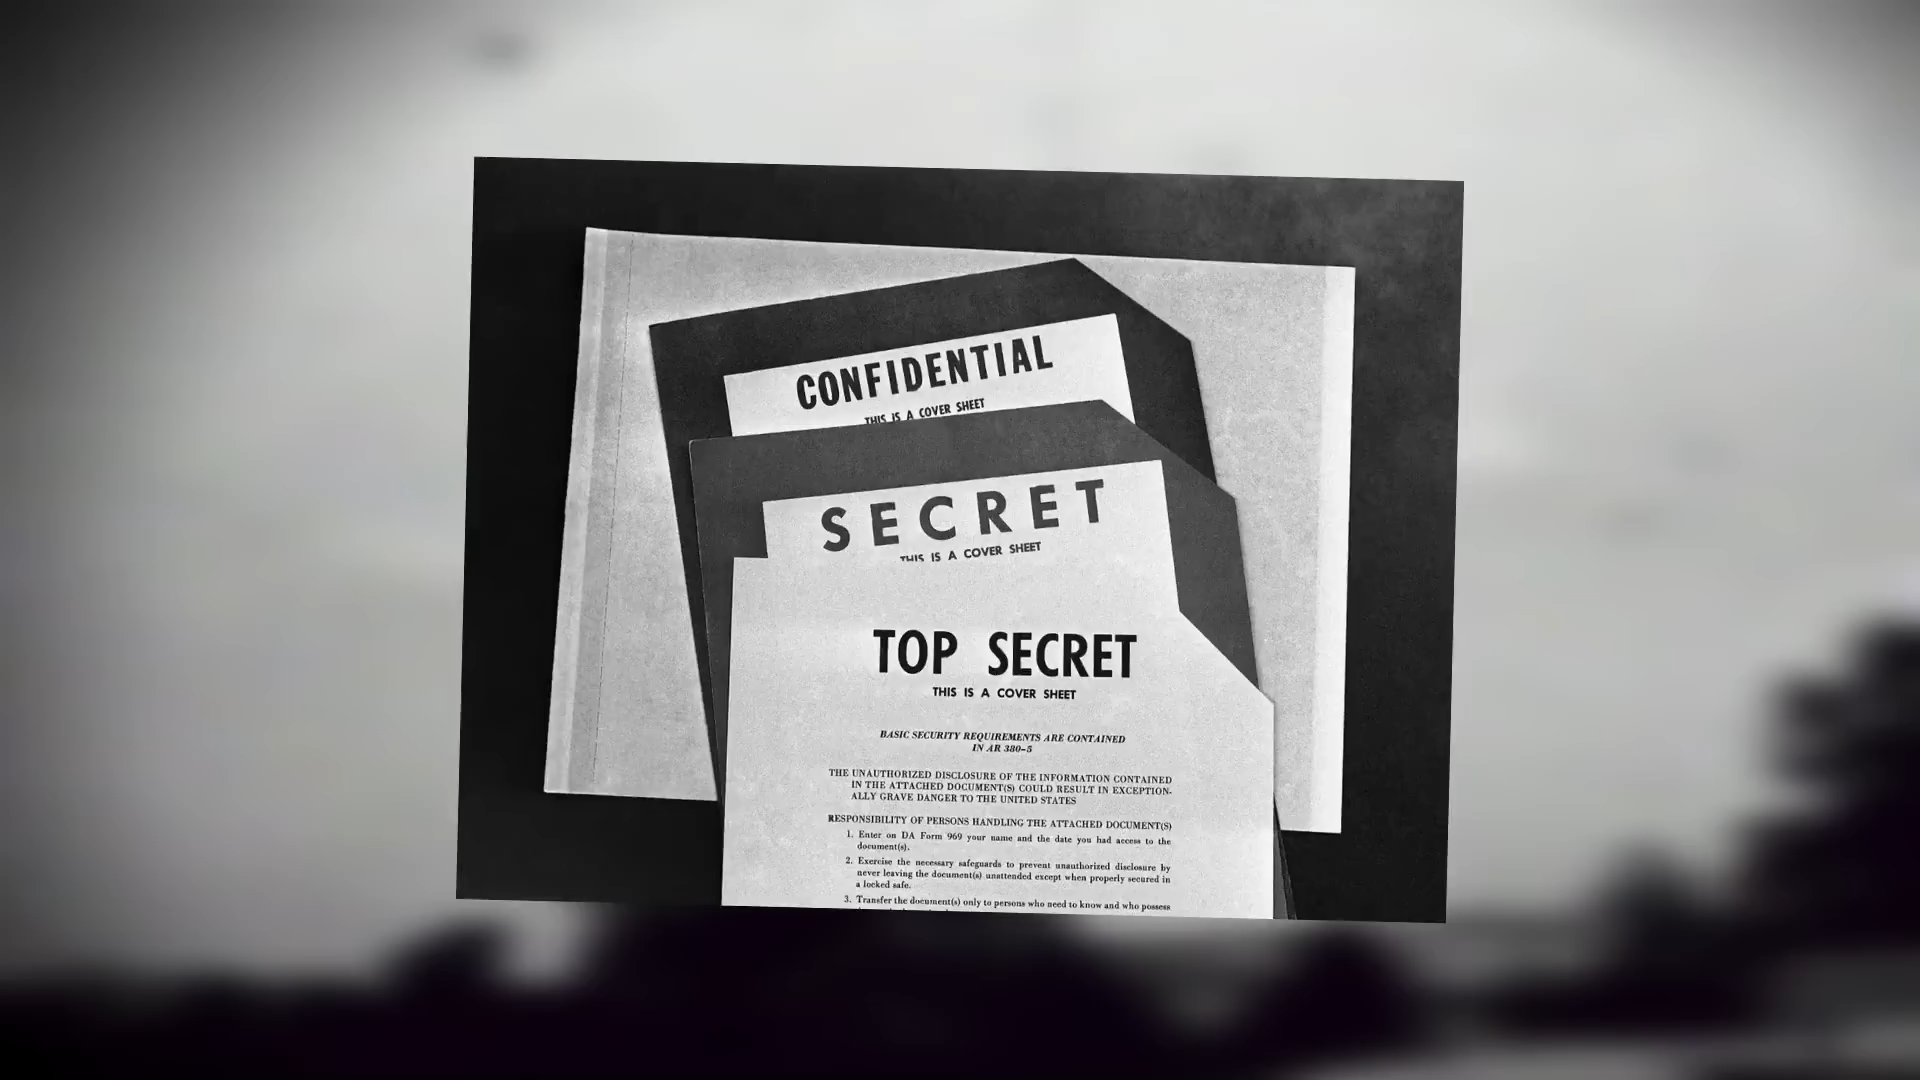 CONFIDENTIAL
THIS IS A COVER SHEET
SECRET
THIS IS A COVER SHEET
TOP SECRET
THIS IS A COVER SHEET
BASIC SECURITY REQUIREMENTS ARE CONTAINED
IN AR 380-5
THE UNAUTHORIZED DISCLOSURE OF THE INFORMATION CONTAINED
IN THE ATTACHED DOCUMENT(S) COULD RESULT IN EXCEPTION-
ALLY GRAVE DANGER TO THE UNITED STATES
RESPONSIBILITY OF PERSONS HANDLING THE ATTACHED DOCUMENT(S)
1. Enter on DA Form 969 your name and the date you had access to the
document(s).
2. Exercise the necessary safeguards to prevent unauthorized disclosure by
never leaving the document(s) unattended except when properly secured in
a locked safe.
3. Transfer the document(s) only to persons who need to know and who possess